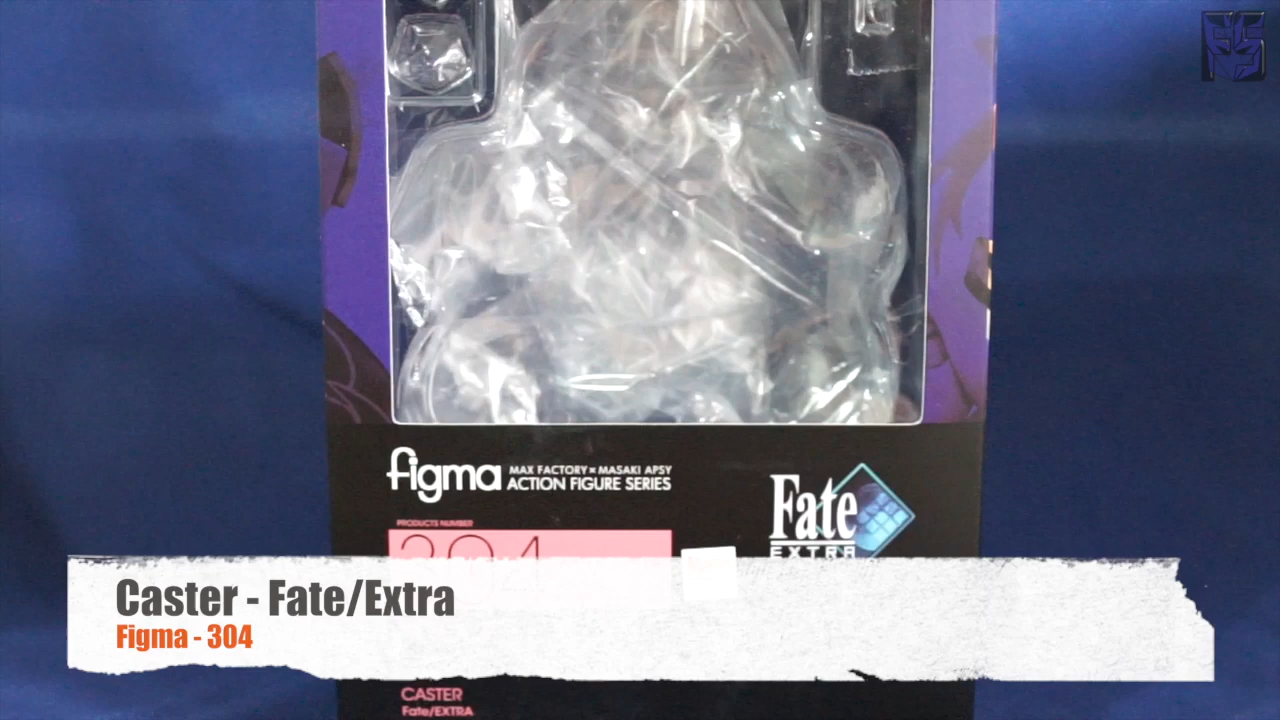 figma
MAX FACTORY × MASAKI APSY
ACTION FIGURE SERIES
PRODUCTS NUMBER
304
Fate
EXTRA
Caster - Fate/Extra
Figma - 304
CASTER
Fate/EXTRA